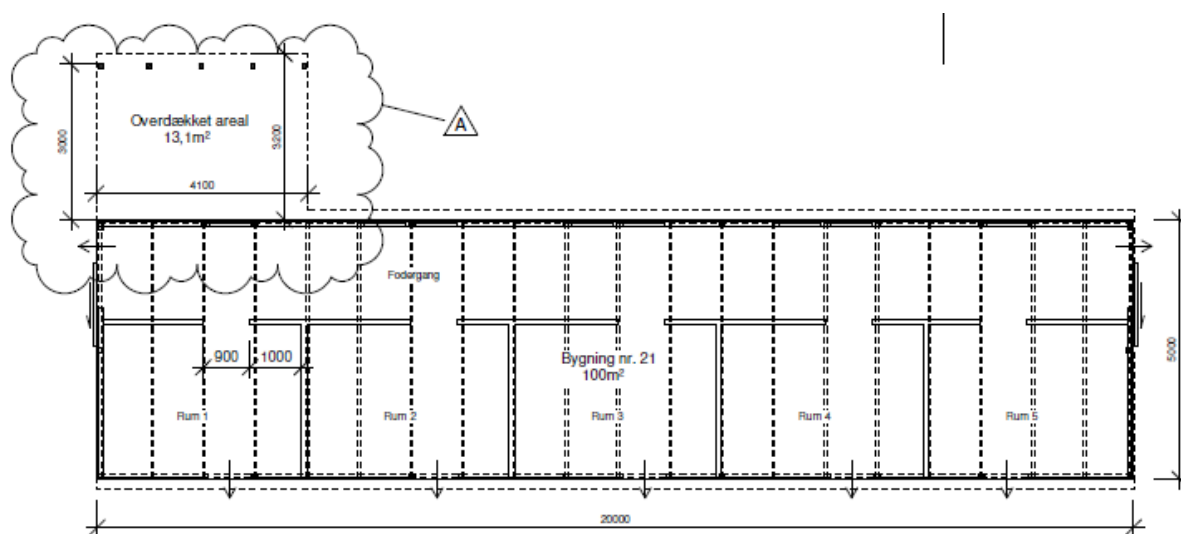 Overdækket areal
13,1m²
A
3000
3200
4100
Fodergang
900
1000
Bygning nr. 21
100m²
5000
Rum 1
Rum 2
Rum 3
Rum 4
Rum 5
20000